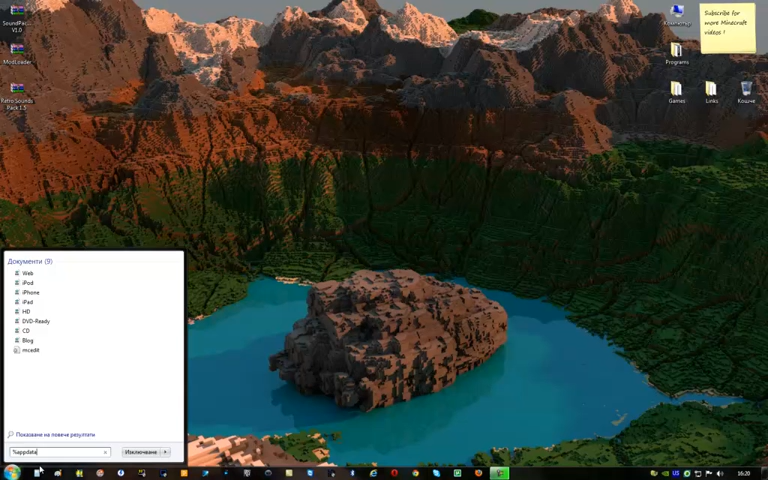 SoundPac...
V1.0
ModLoader
Retro Sounds
Pack 1.5
Компютър
Programs
Games
Links
Кошче
Subscribe for
more Minecraft
videos !
Документи (9)
Web
iPod
iPhone
iPad
HD
DVD-Ready
CD
Blog
mcedit
Показване на повече резултати
%appdata
Изключване
US
16:20